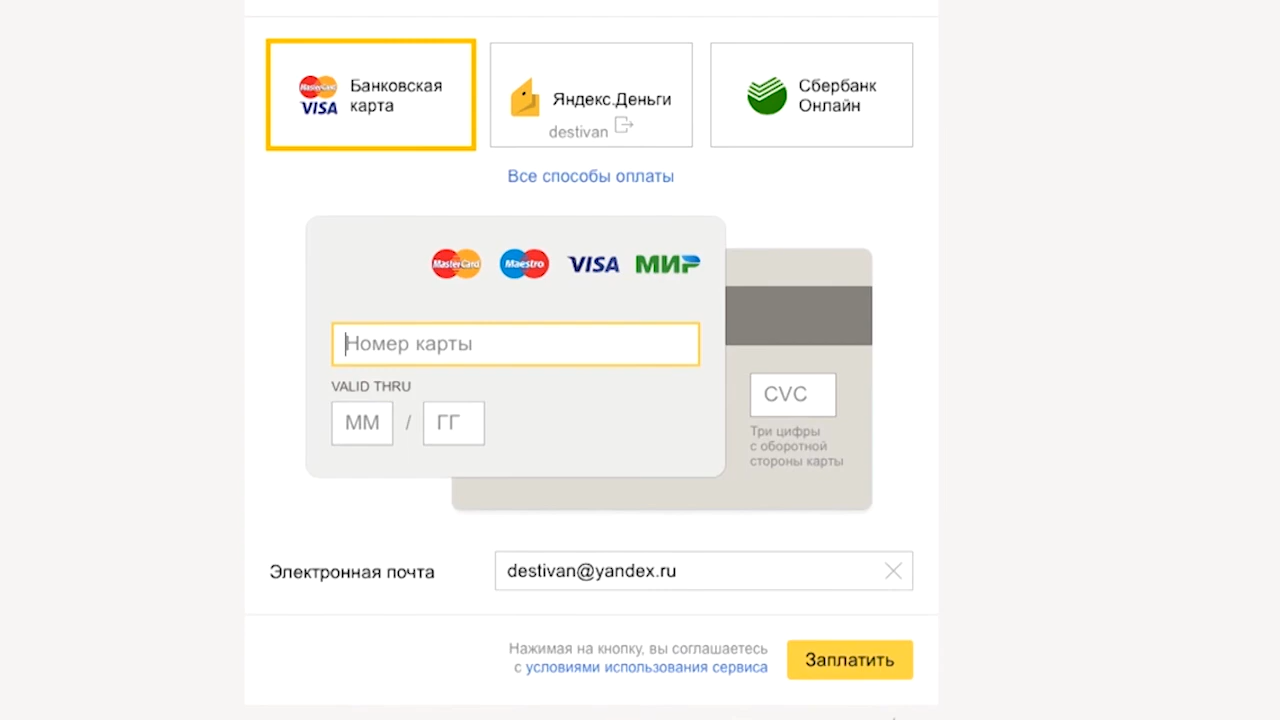 MasterCard
VISA
Банковская
карта
Яндекс.Деньги
destivan
Сбербанк
Онлайн
Все способы оплаты
MasterCard Maestro VISA МИР
Номер карты
VALID THRU
ММ / ГГ
CVC
Три цифры
с оборотной
стороны карты
Электронная почта
destivan@yandex.ru
Нажимая на кнопку, вы соглашаетесь
с условиями использования сервиса
Заплатить